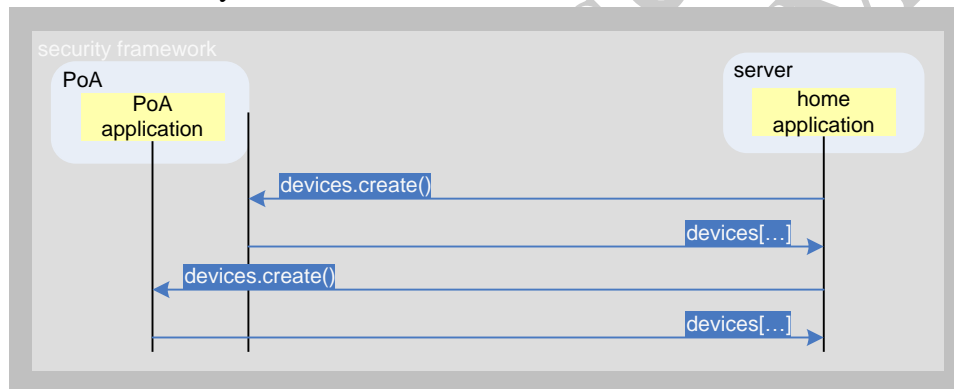 security framework
PoA
PoA
application
server
home
application
devices.create()
devices[…]
devices.create()
devices[…]